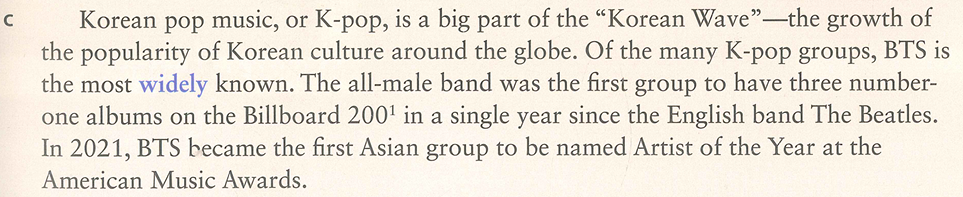 C Korean pop music, or K-pop, is a big part of the “Korean Wave”—the growth of
the popularity of Korean culture around the globe. Of the many K-pop groups, BTS is
the most widely known. The all-male band was the first group to have three number-
one albums on the Billboard 200¹ in a single year since the English band The Beatles.
In 2021, BTS became the first Asian group to be named Artist of the Year at the
American Music Awards.